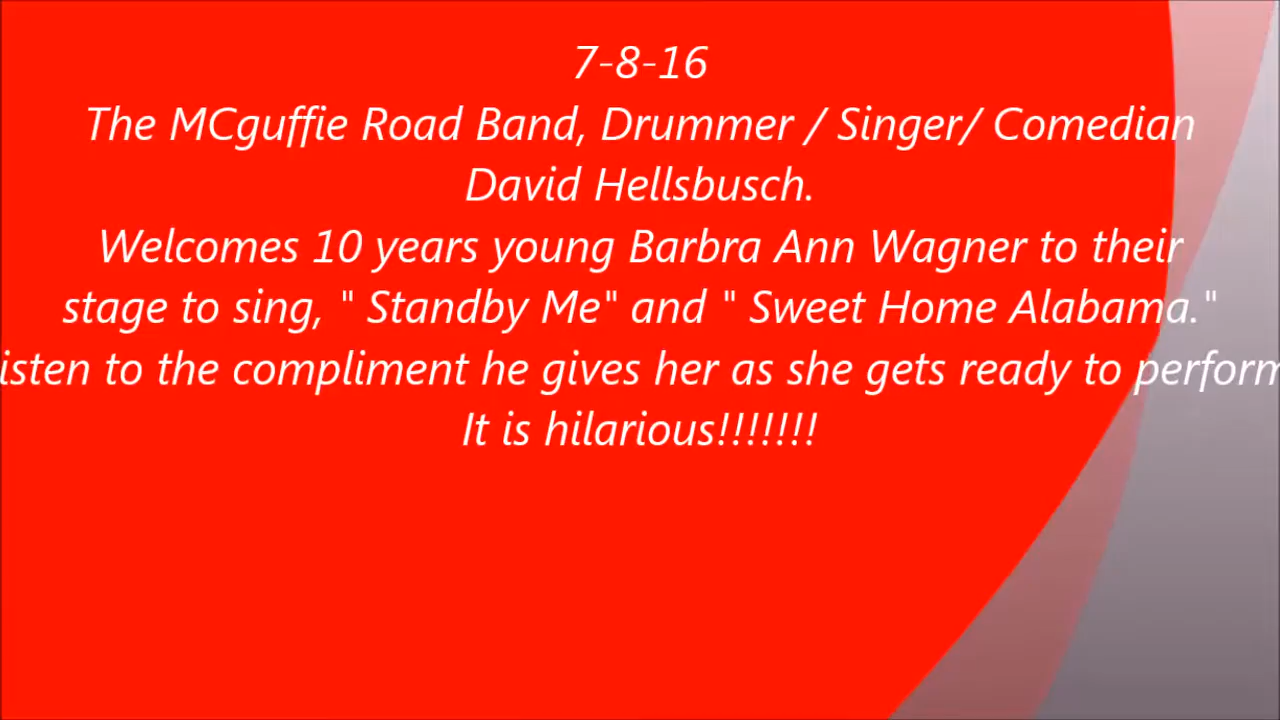 7-8-16
The MCguffie Road Band, Drummer / Singer/ Comedian
David Hellsbusch.
Welcomes 10 years young Barbra Ann Wagner to their
stage to sing, " Standby Me" and " Sweet Home Alabama."
isten to the compliment he gives her as she gets ready to perform
It is hilarious!!!!!!!